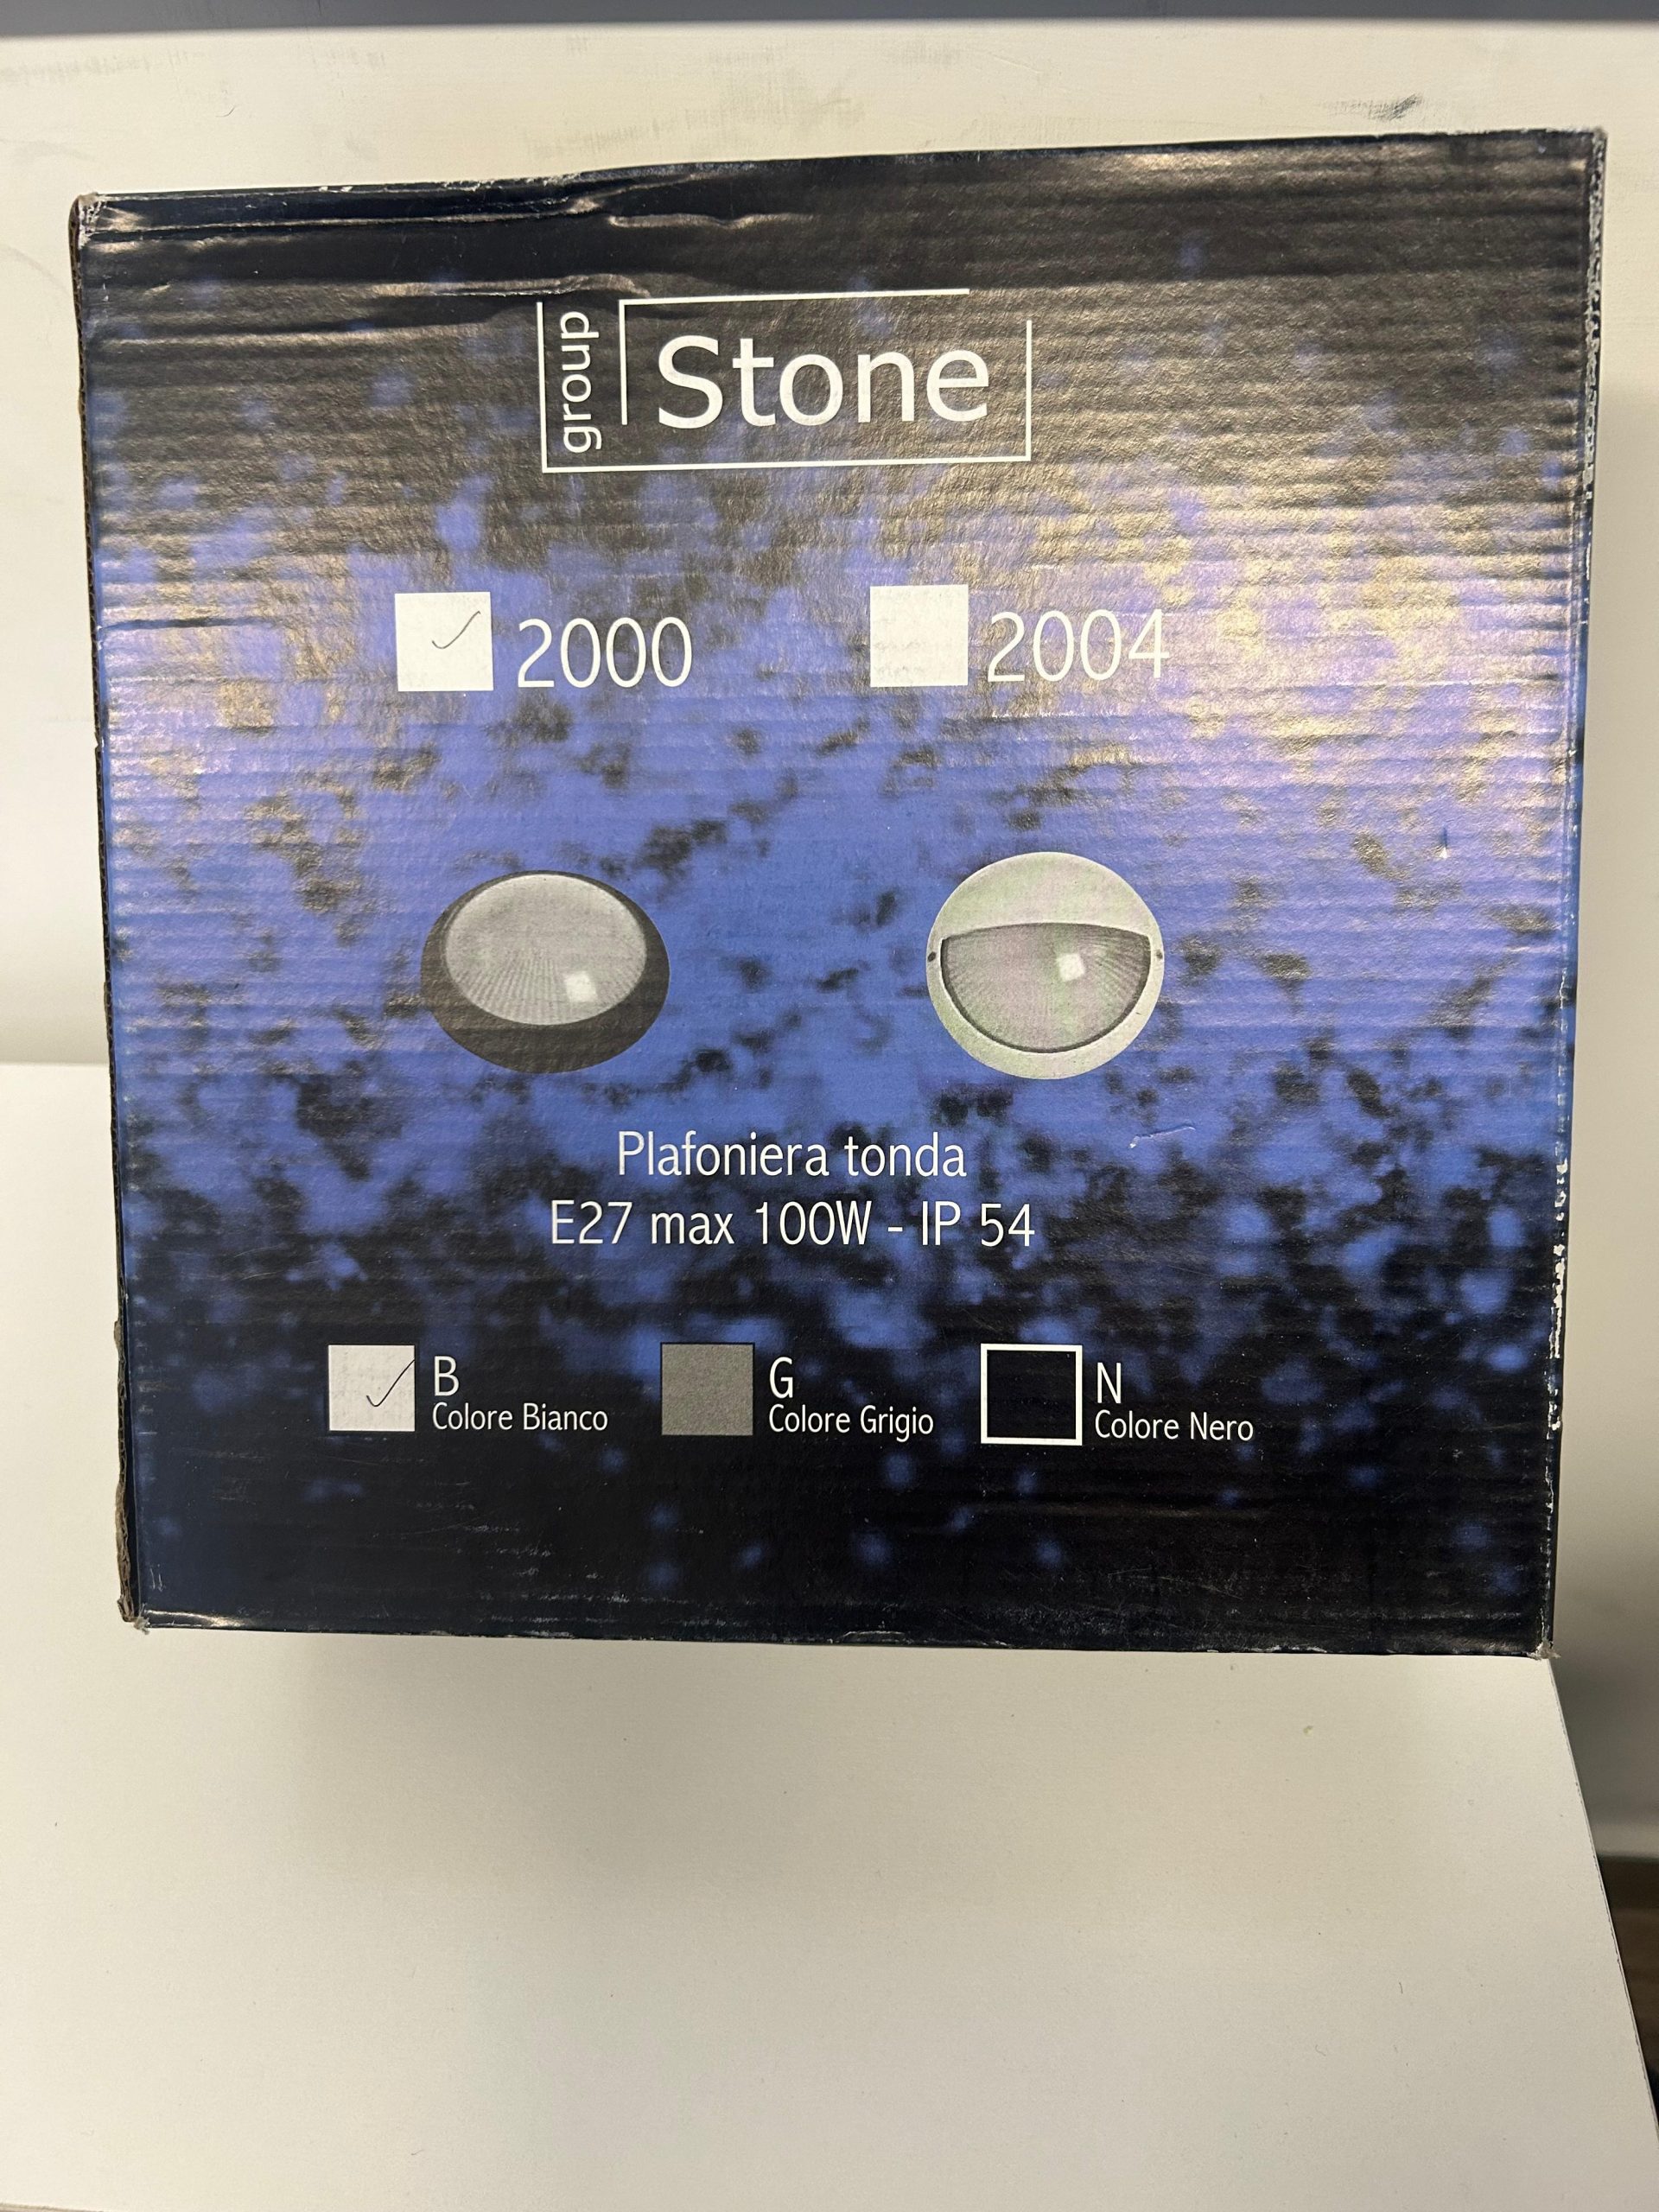 group
Stone
2000
2004
Plafoniera tonda
E27 max 100W - IP 54
B
Colore Bianco
G
Colore Grigio
N
Colore Nero